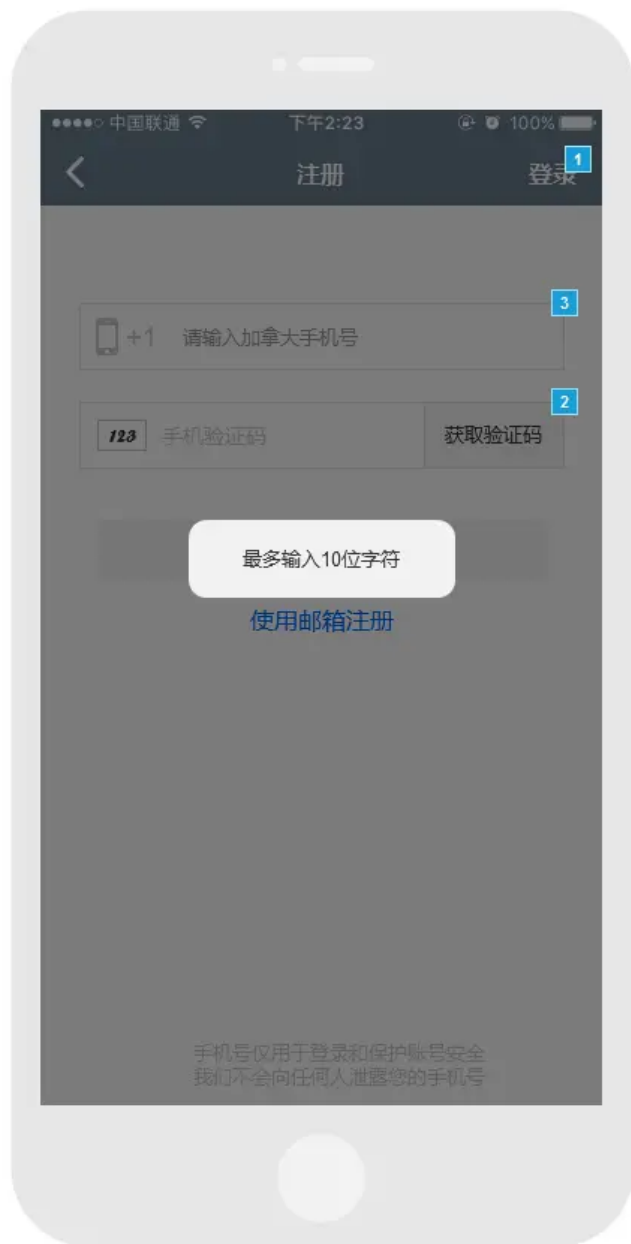 中国联通 下午2:23 100%
注册 登录 1
3
+1 请输入加拿大手机号
2
123 手机验证码 获取验证码
最多输入10位字符
使用邮箱注册
手机号仅用于登录和保护账号安全
我们不会向任何人泄露您的手机号